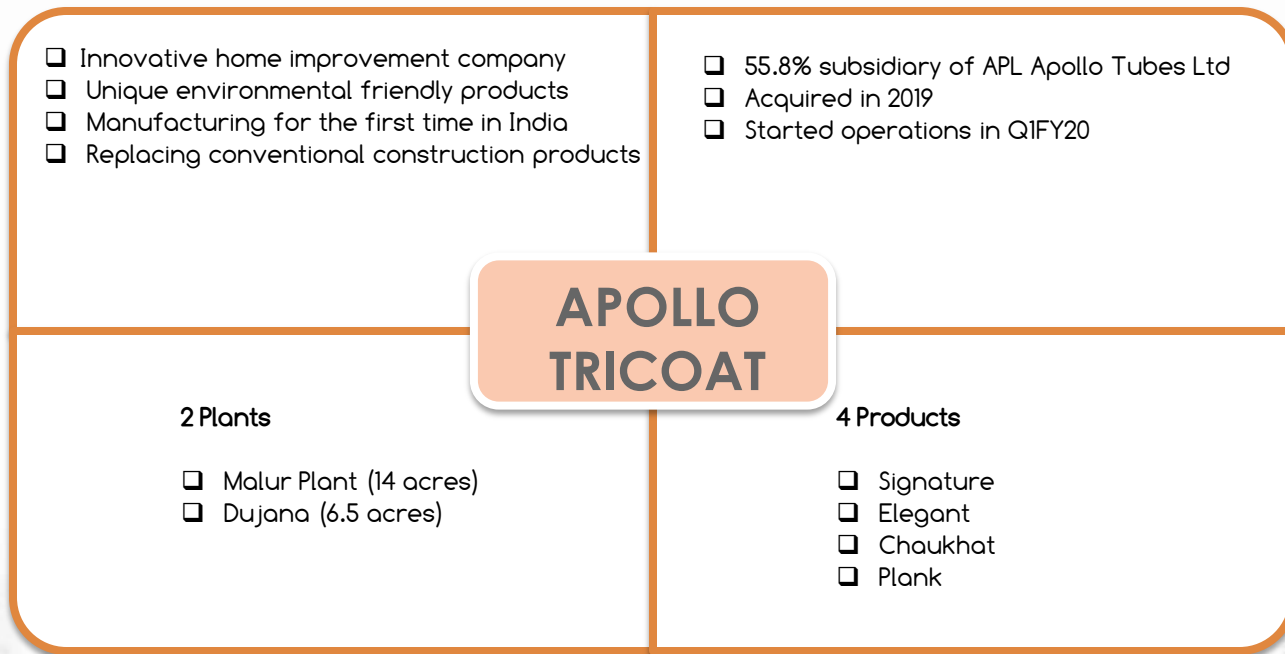 Innovative home improvement company
Unique environmental friendly products
Manufacturing for the first time in India
Replacing conventional construction products
55.8% subsidiary of APL Apollo Tubes Ltd
Acquired in 2019
Started operations in Q1FY20
APOLLO
TRICOAT
2 Plants
Malur Plant (14 acres)
Dujana (6.5 acres)
4 Products
Signature
Elegant
Chaukhat
Plank